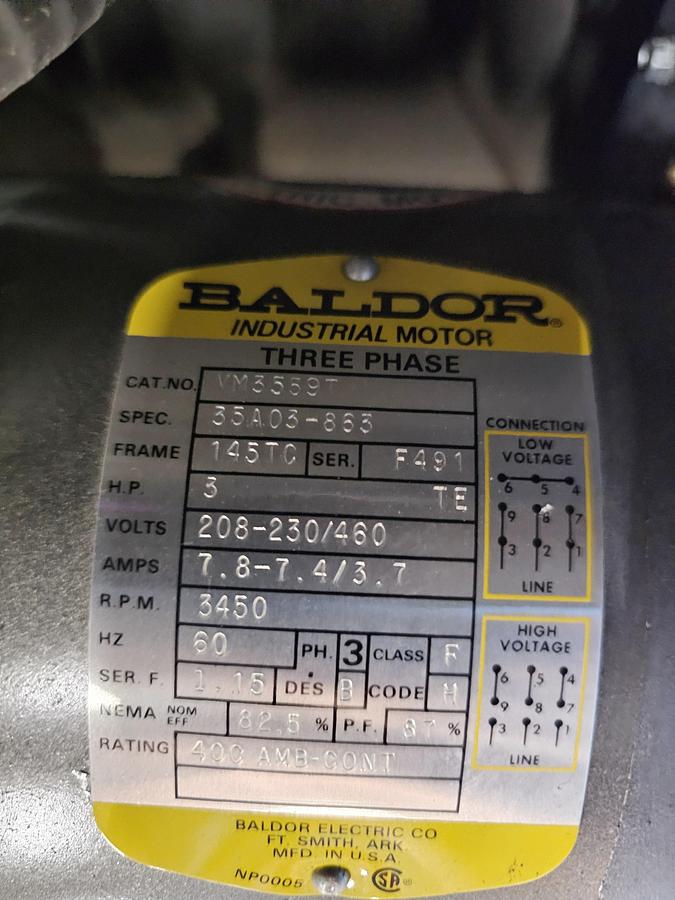 BALDOR®
INDUSTRIAL MOTOR
THREE PHASE
CAT.NO. VM3559T
SPEC. 35A03-863
FRAME 145TC SER. F491
H.P. 3 TE
VOLTS 208-230/460
AMPS 7.8-7.4/3.7
R.P.M. 3450
HZ 60 PH. 3 CLASS F
SER. F. 1.15 DES B CODE H
NEMA NOM EFF 82.5 % P.F. 87 %
RATING 40C AMB-CONT
CONNECTION
LOW
VOLTAGE
6 5 4
9 8 7
3 2 1
LINE
HIGH
VOLTAGE
6 5 4
9 8 7
3 2 1
LINE
BALDOR ELECTRIC CO
FT. SMITH, ARK.
MFD. IN U.S.A.
NP0005 SA®